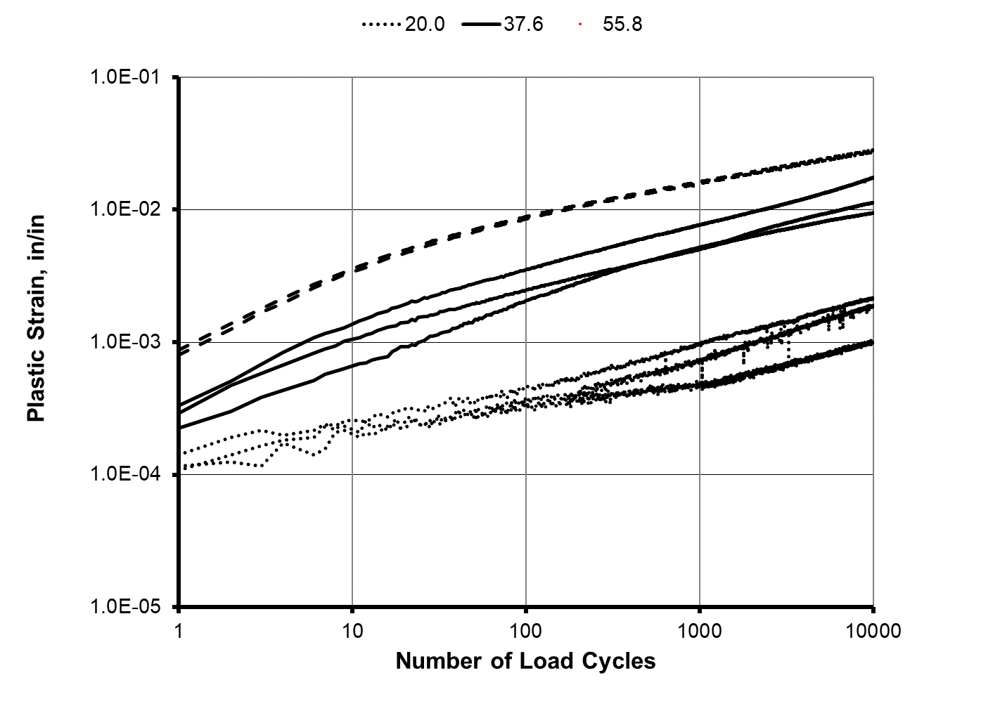 20.0 37.6 55.8
1.0E-01
1.0E-02
1.0E-03
1.0E-04
1.0E-05
Plastic Strain, in/in
1 10 100 1000 10000
Number of Load Cycles